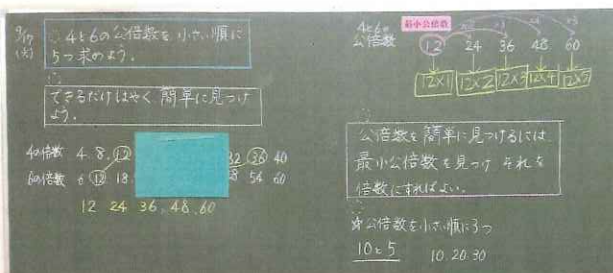 9/17
(火)
4と6の公倍数を小さい順に
5つ求めよう。
できるだけはやく、簡単に見つけ
よう。
4の倍数 4. 8. 12 32 36 40
6の倍数 6 12 18 54 60
12 24 36. 48. 60
最小公倍数
4と6の
公倍数 12 24 36 48 60
×2 ×3 ×4 ×5
12×1 12×2 12×3 12×4 12×5
公倍数を簡単に見つけるには
最小公倍数を見つけ それを
倍数にすればよい。
公倍数を小さい順に3つ
10と5 10. 20. 30